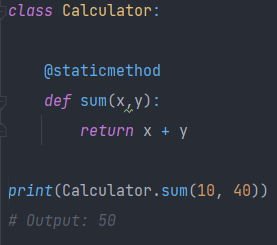 class Calculator:
@staticmethod
def sum(x,y):
return x + y
print(Calculator.sum(10, 40))
# Output: 50